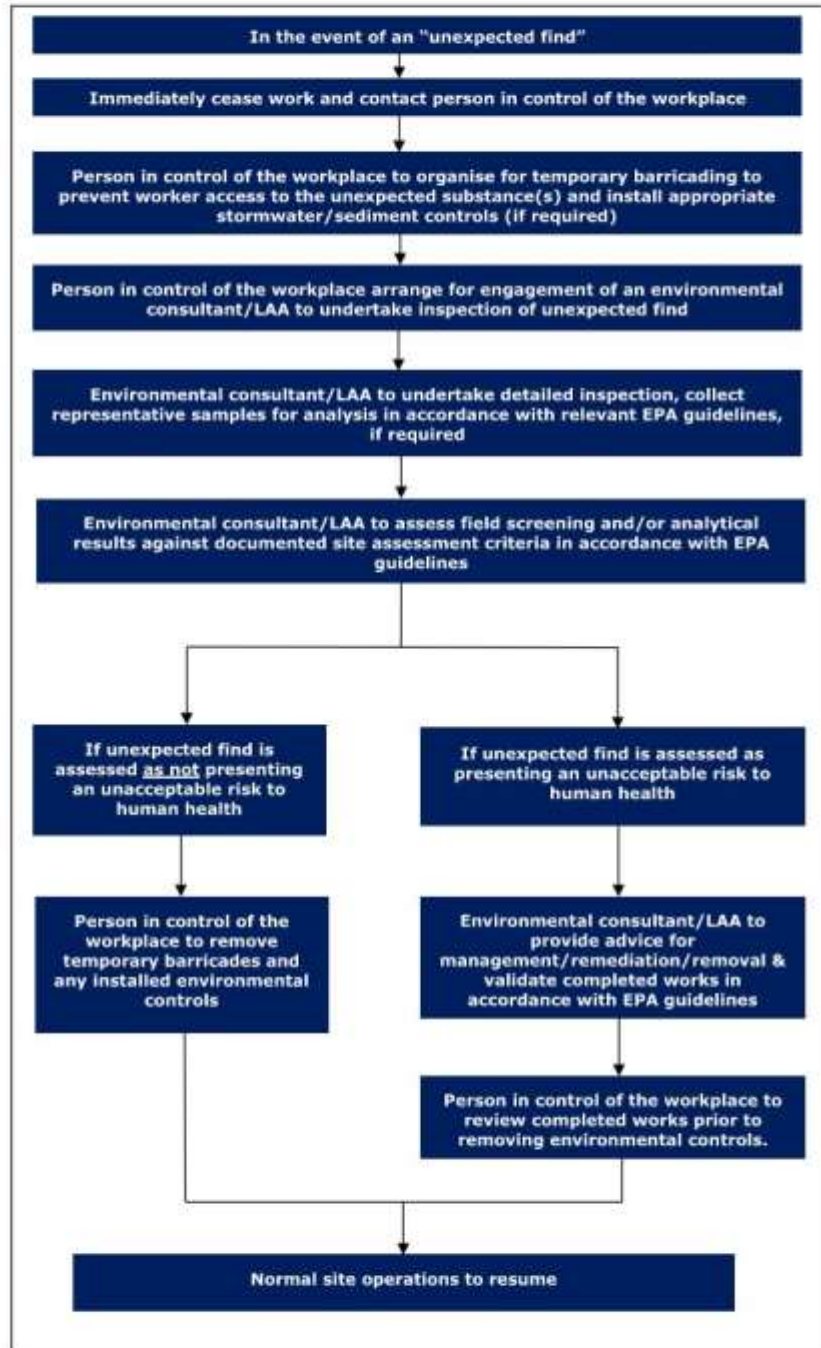 In the event of an “unexpected find”
Immediately cease work and contact person in control of the workplace
Person in control of the workplace to organise for temporary barricading to
prevent worker access to the unexpected substance(s) and install appropriate
stormwater/sediment controls (if required)
Person in control of the workplace arrange for engagement of an environmental
consultant/LAA to undertake inspection of unexpected find
Environmental consultant/LAA to undertake detailed inspection, collect
representative samples for analysis in accordance with relevant EPA guidelines,
if required
Environmental consultant/LAA to assess field screening and/or analytical
results against documented site assessment criteria in accordance with EPA
guidelines
If unexpected find is
assessed as not presenting
an unacceptable risk to
human health
If unexpected find is assessed as
presenting an unacceptable risk to
human health
Person in control of the
workplace to remove
temporary barricades and
any installed environmental
controls
Environmental consultant/LAA to
provide advice for
management/remediation/removal &
validate completed works in
accordance with EPA guidelines
Person in control of the workplace to
review completed works prior to
removing environmental controls.
Normal site operations to resume